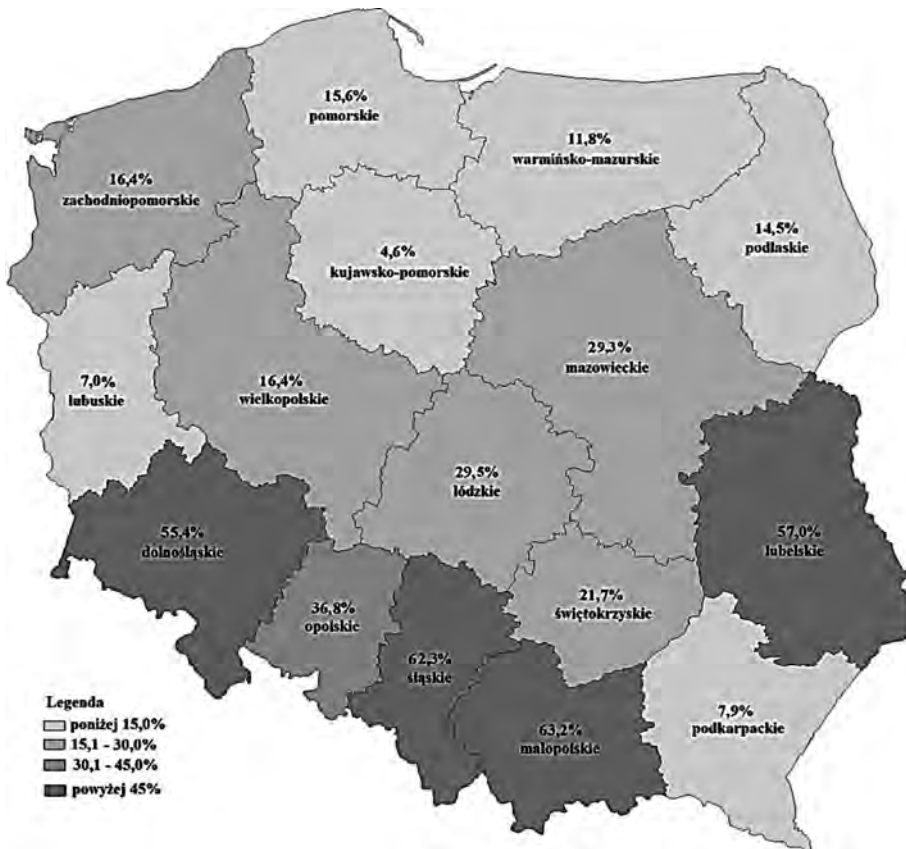 15,6%
pomorskie
11,8%
warmińsko-mazurskie
16,4%
zachodniopomorskie
14,5%
podlaskie
4,6%
kujawsko-pomorskie
29,3%
mazowieckie
7,0%
lubuskie
16,4%
wielkopolskie
29,5%
łódzkie
55,4%
dolnośląskie
57,0%
lubelskie
36,8%
opolskie
21,7%
świętokrzyskie
62,3%
śląskie
63,2%
małopolskie
7,9%
podkarpackie
Legenda
poniżej 15,0%
15,1 - 30,0%
30,1 - 45,0%
powyżej 45%